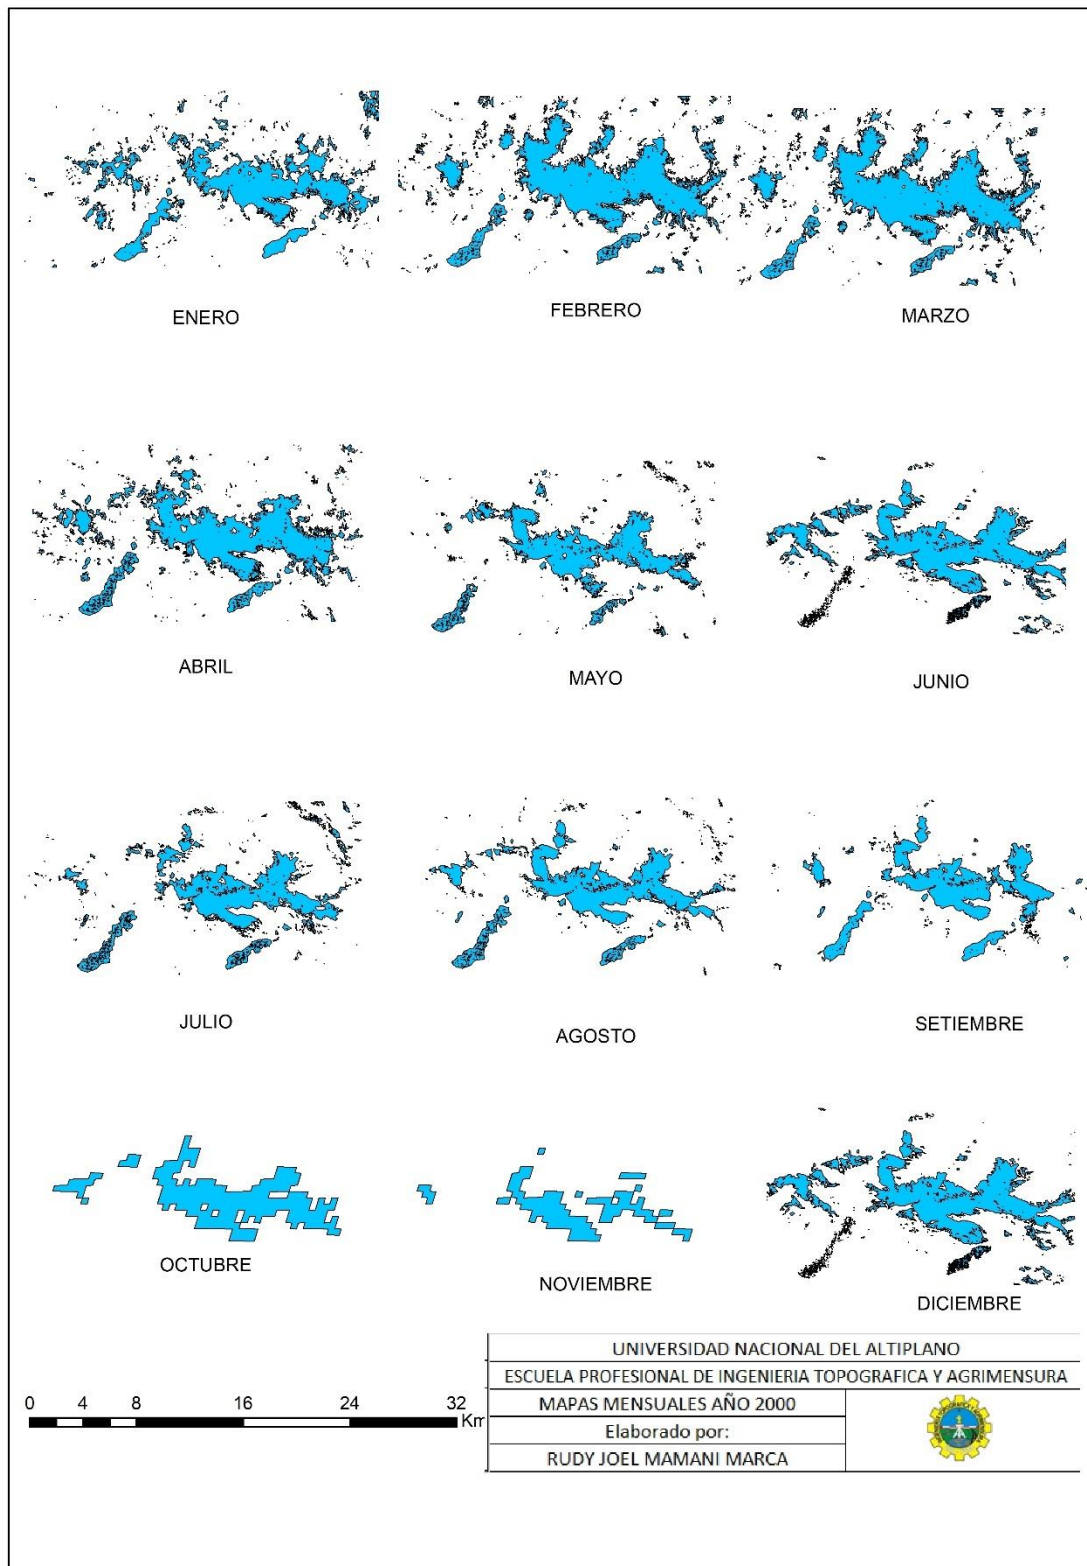 ENERO
FEBRERO
MARZO
ABRIL
MAYO
JUNIO
JULIO
AGOSTO
SETIEMBRE
OCTUBRE
NOVIEMBRE
DICIEMBRE
0 4 8 16 24 32
Km
UNIVERSIDAD NACIONAL DEL ALTIPLANO
ESCUELA PROFESIONAL DE INGENIERIA TOPOGRAFICA Y AGRIMENSURA
MAPAS MENSUALES AÑO 2000
Elaborado por:
RUDY JOEL MAMANI MARCA